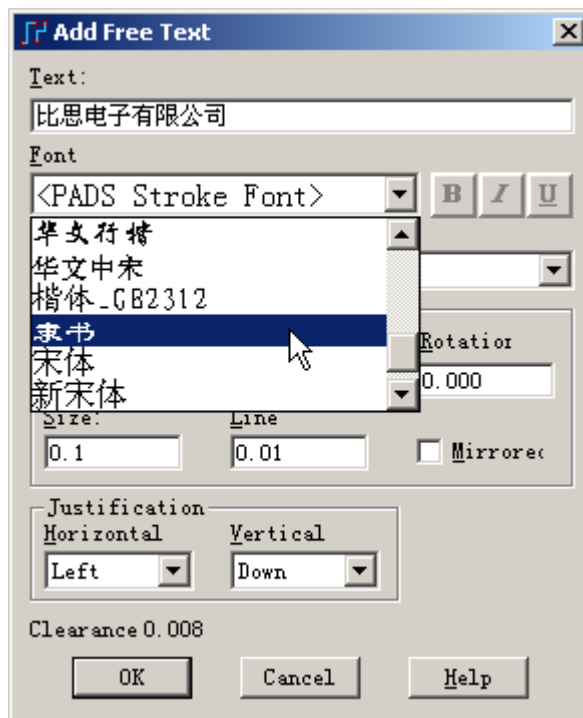 Add Free Text
Text:
比思电子有限公司
Font
<PADS Stroke Font>
B I U
华文行楷
华文中宋
楷体_GB2312
隶书
宋体
新宋体
Rotation
0.000
Size:
Line
0.1
0.01
Mirrored
Justification
Horizontal
Vertical
Left
Down
Clearance 0.008
OK
Cancel
Help